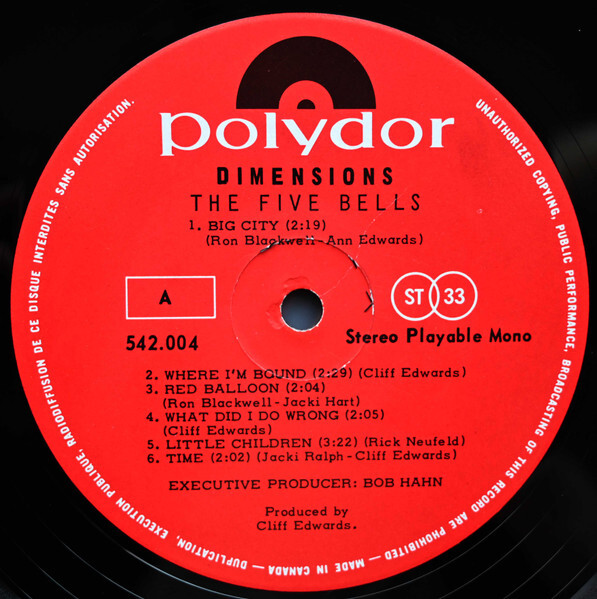 polydor
DIMENSIONS
THE FIVE BELLS
1. BIG CITY (2:19)
(Ron Blackwell-Ann Edwards)
A
ST 33
542.004
Stereo Playable Mono
2. WHERE I'M BOUND (2:29) (Cliff Edwards)
3. RED BALLOON (2:04)
(Ron Blackwell-Jacki Hart)
4. WHAT DID I DO WRONG (2:05)
(Cliff Edwards)
5. LITTLE CHILDREN (3:22) (Rick Neufeld)
6. TIME (2:02) (Jacki Ralph-Cliff Edwards)
EXECUTIVE PRODUCER: BOB HAHN
Produced by
Cliff Edwards.
UNAUTHORIZED COPYING, PUBLIC PERFORMANCE, BROADCASTING OF THIS RECORD ARE PROHIBITED — MADE IN CANADA — DUPLICATION, EXECUTION PUBLIQUE, RADIODIFFUSION DE CE DISQUE INTERDITES SANS AUTORISATION.